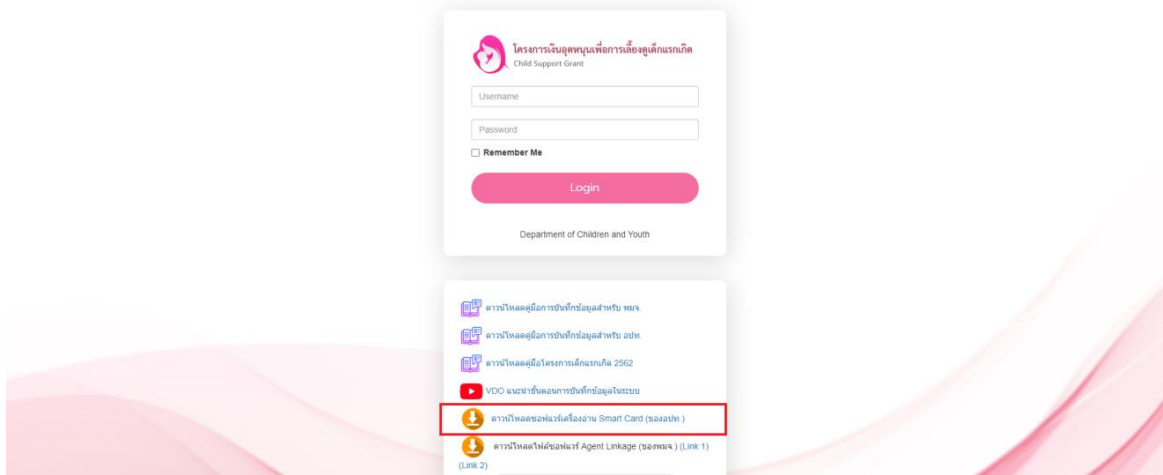 โครงการเงินอุดหนุนเพื่อการเลี้ยงดูเด็กแรกเกิด
Child Support Grant
Username
Password
Remember Me
Login
Department of Children and Youth
ดาวน์โหลดคู่มือการบันทึกข้อมูลสำหรับ พมจ.
ดาวน์โหลดคู่มือการบันทึกข้อมูลสำหรับ อปท.
ดาวน์โหลดคู่มือโครงการเด็กแรกเกิด 2562
VDO แนะนำขั้นตอนการบันทึกข้อมูลในระบบ
ดาวน์โหลดซอฟแวร์เครื่องอ่าน Smart Card (ของอปท.)
ดาวน์โหลดไฟล์ซอฟแวร์ Agent Linkage (ของพมจ.) (Link 1)
(Link 2)